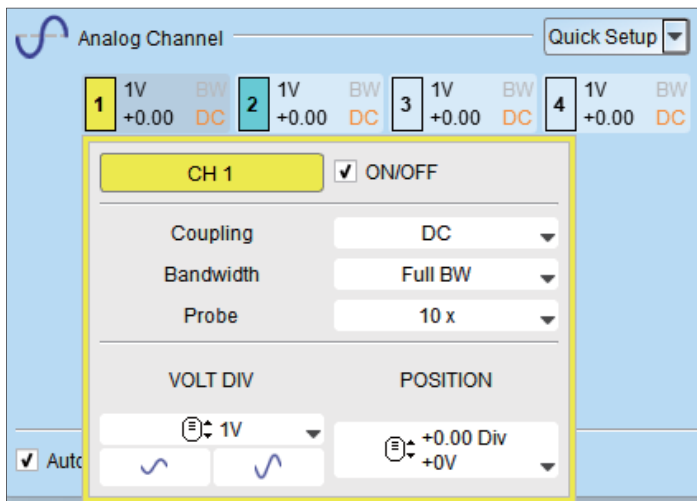 Analog Channel
Quick Setup
1 1V BW +0.00 DC
2 1V BW +0.00 DC
3 1V BW +0.00 DC
4 1V BW +0.00 DC
CH 1 ON/OFF
Coupling DC
Bandwidth Full BW
Probe 10 x
VOLT DIV POSITION
1V
+0.00 Div
+0V
Auto